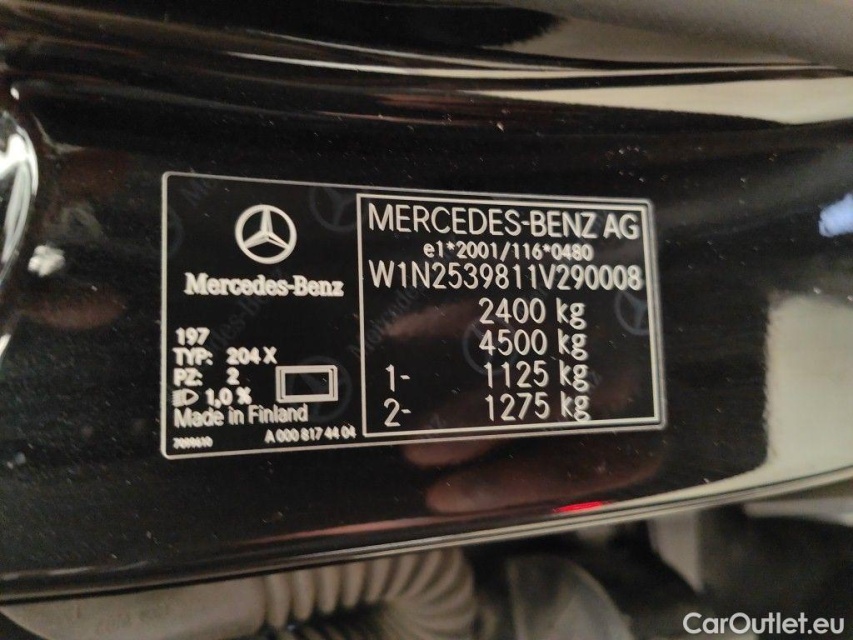 Mercedes-Benz
197
TYP: 204 X
PZ: 2
1,0 %
Made in Finland
A 000 817 44 04
MERCEDES-BENZ AG
e1*2001/116*0480
W1N2539811V290008
2400 kg
4500 kg
1- 1125 kg
2- 1275 kg
CarOutlet.eu